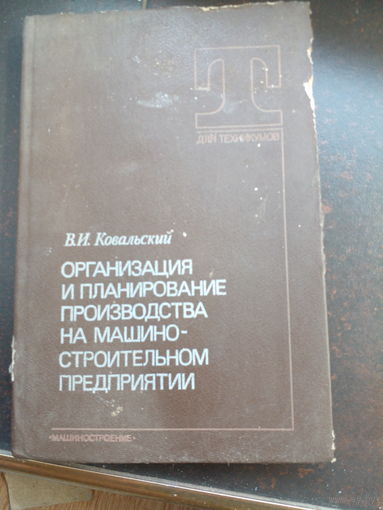 Т
ДЛЯ ТЕХНИКУМОВ
В.И. Ковальский
ОРГАНИЗАЦИЯ
И ПЛАНИРОВАНИЕ
ПРОИЗВОДСТВА
НА МАШИНО-
СТРОИТЕЛЬНОМ
ПРЕДПРИЯТИИ
«МАШИНОСТРОЕНИЕ»